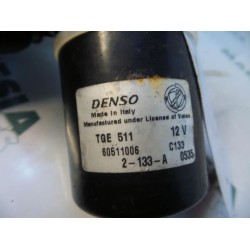 DENSO
Made in Italy
Manufactured under License of Valeo
TGE 511 12 V
60511006 C133
2-133-A 0535